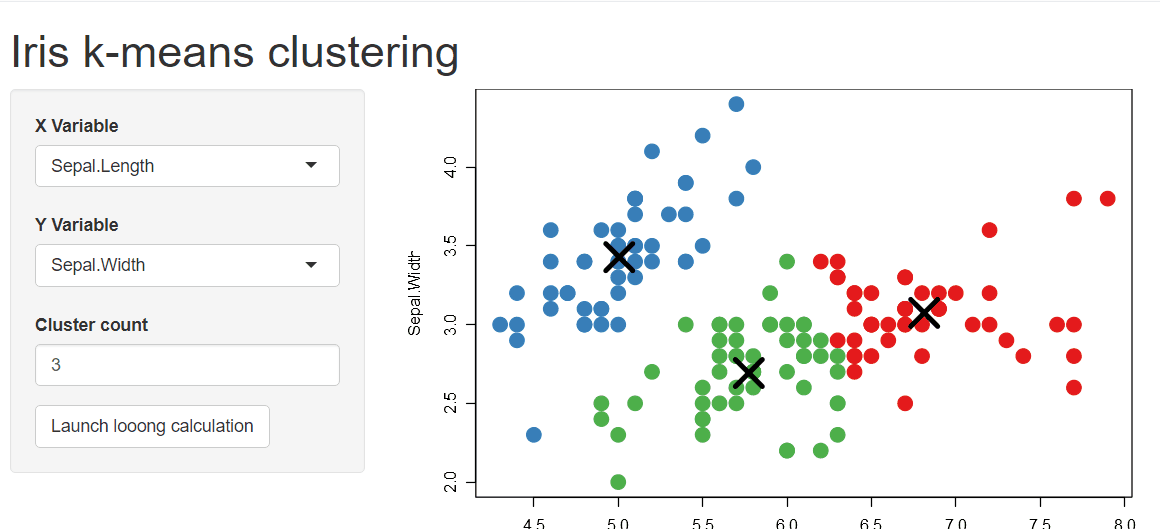 Iris k-means clustering
X Variable
Sepal.Length
Y Variable
Sepal.Width
Cluster count
3
Launch looong calculation
Sepal.Width
4.0
3.5
3.0
2.5
2.0
4.5 5.0 5.5 6.0 6.5 7.0 7.5 8.0